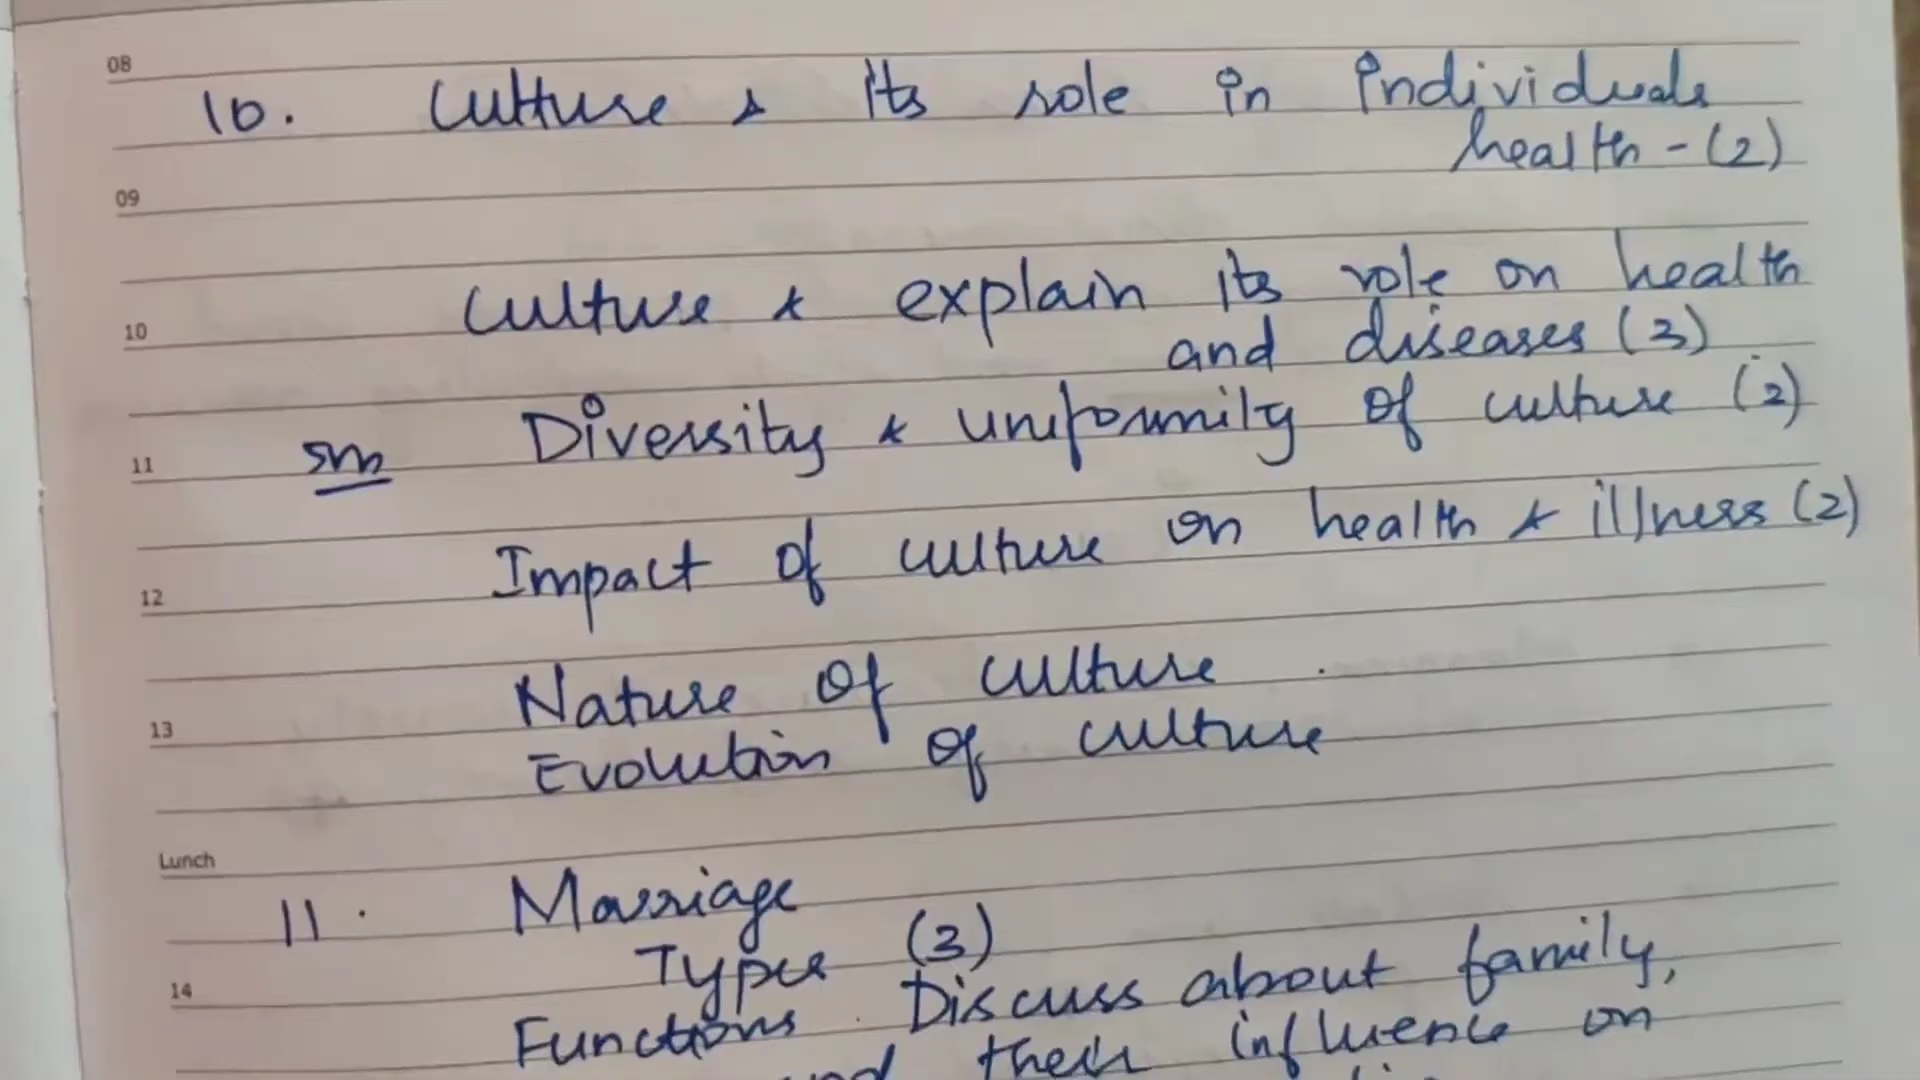 08
10. Culture & its role in individuals
health - (2)
09
Culture & explain its role on health
10
and diseases (3)
Diversity & uniformity of culture (2)
11 5m
Impact of culture on health & illness (2)
12
Nature of culture
13
Evolution of culture
Lunch
11. Marriage
Types (3)
14
Functions . Discuss about family,
and their influence on